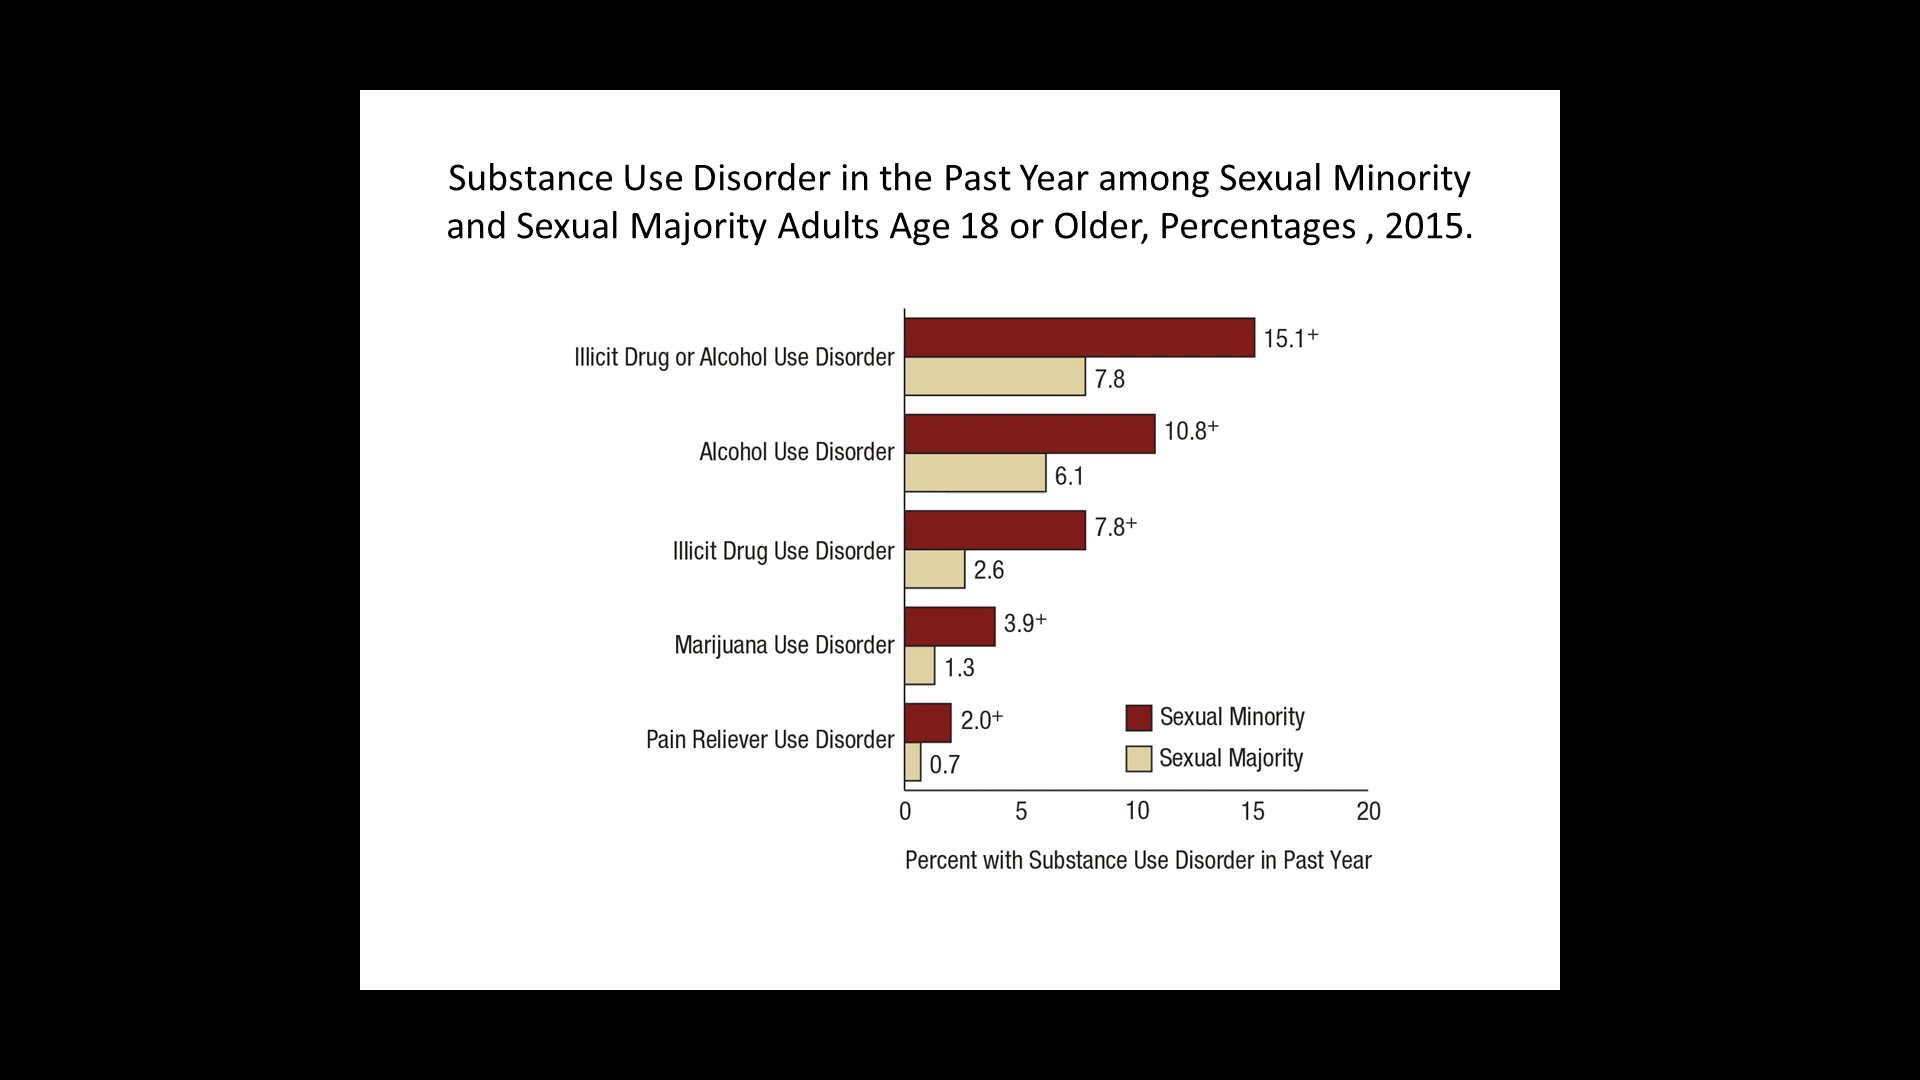 Substance Use Disorder in the Past Year among Sexual Minority
and Sexual Majority Adults Age 18 or Older, Percentages , 2015.
Illicit Drug or Alcohol Use Disorder
15.1+
7.8
Alcohol Use Disorder
10.8+
6.1
Illicit Drug Use Disorder
7.8+
2.6
Marijuana Use Disorder
3.9+
1.3
Pain Reliever Use Disorder
2.0+
0.7
Sexual Minority
Sexual Majority
0 5 10 15 20
Percent with Substance Use Disorder in Past Year